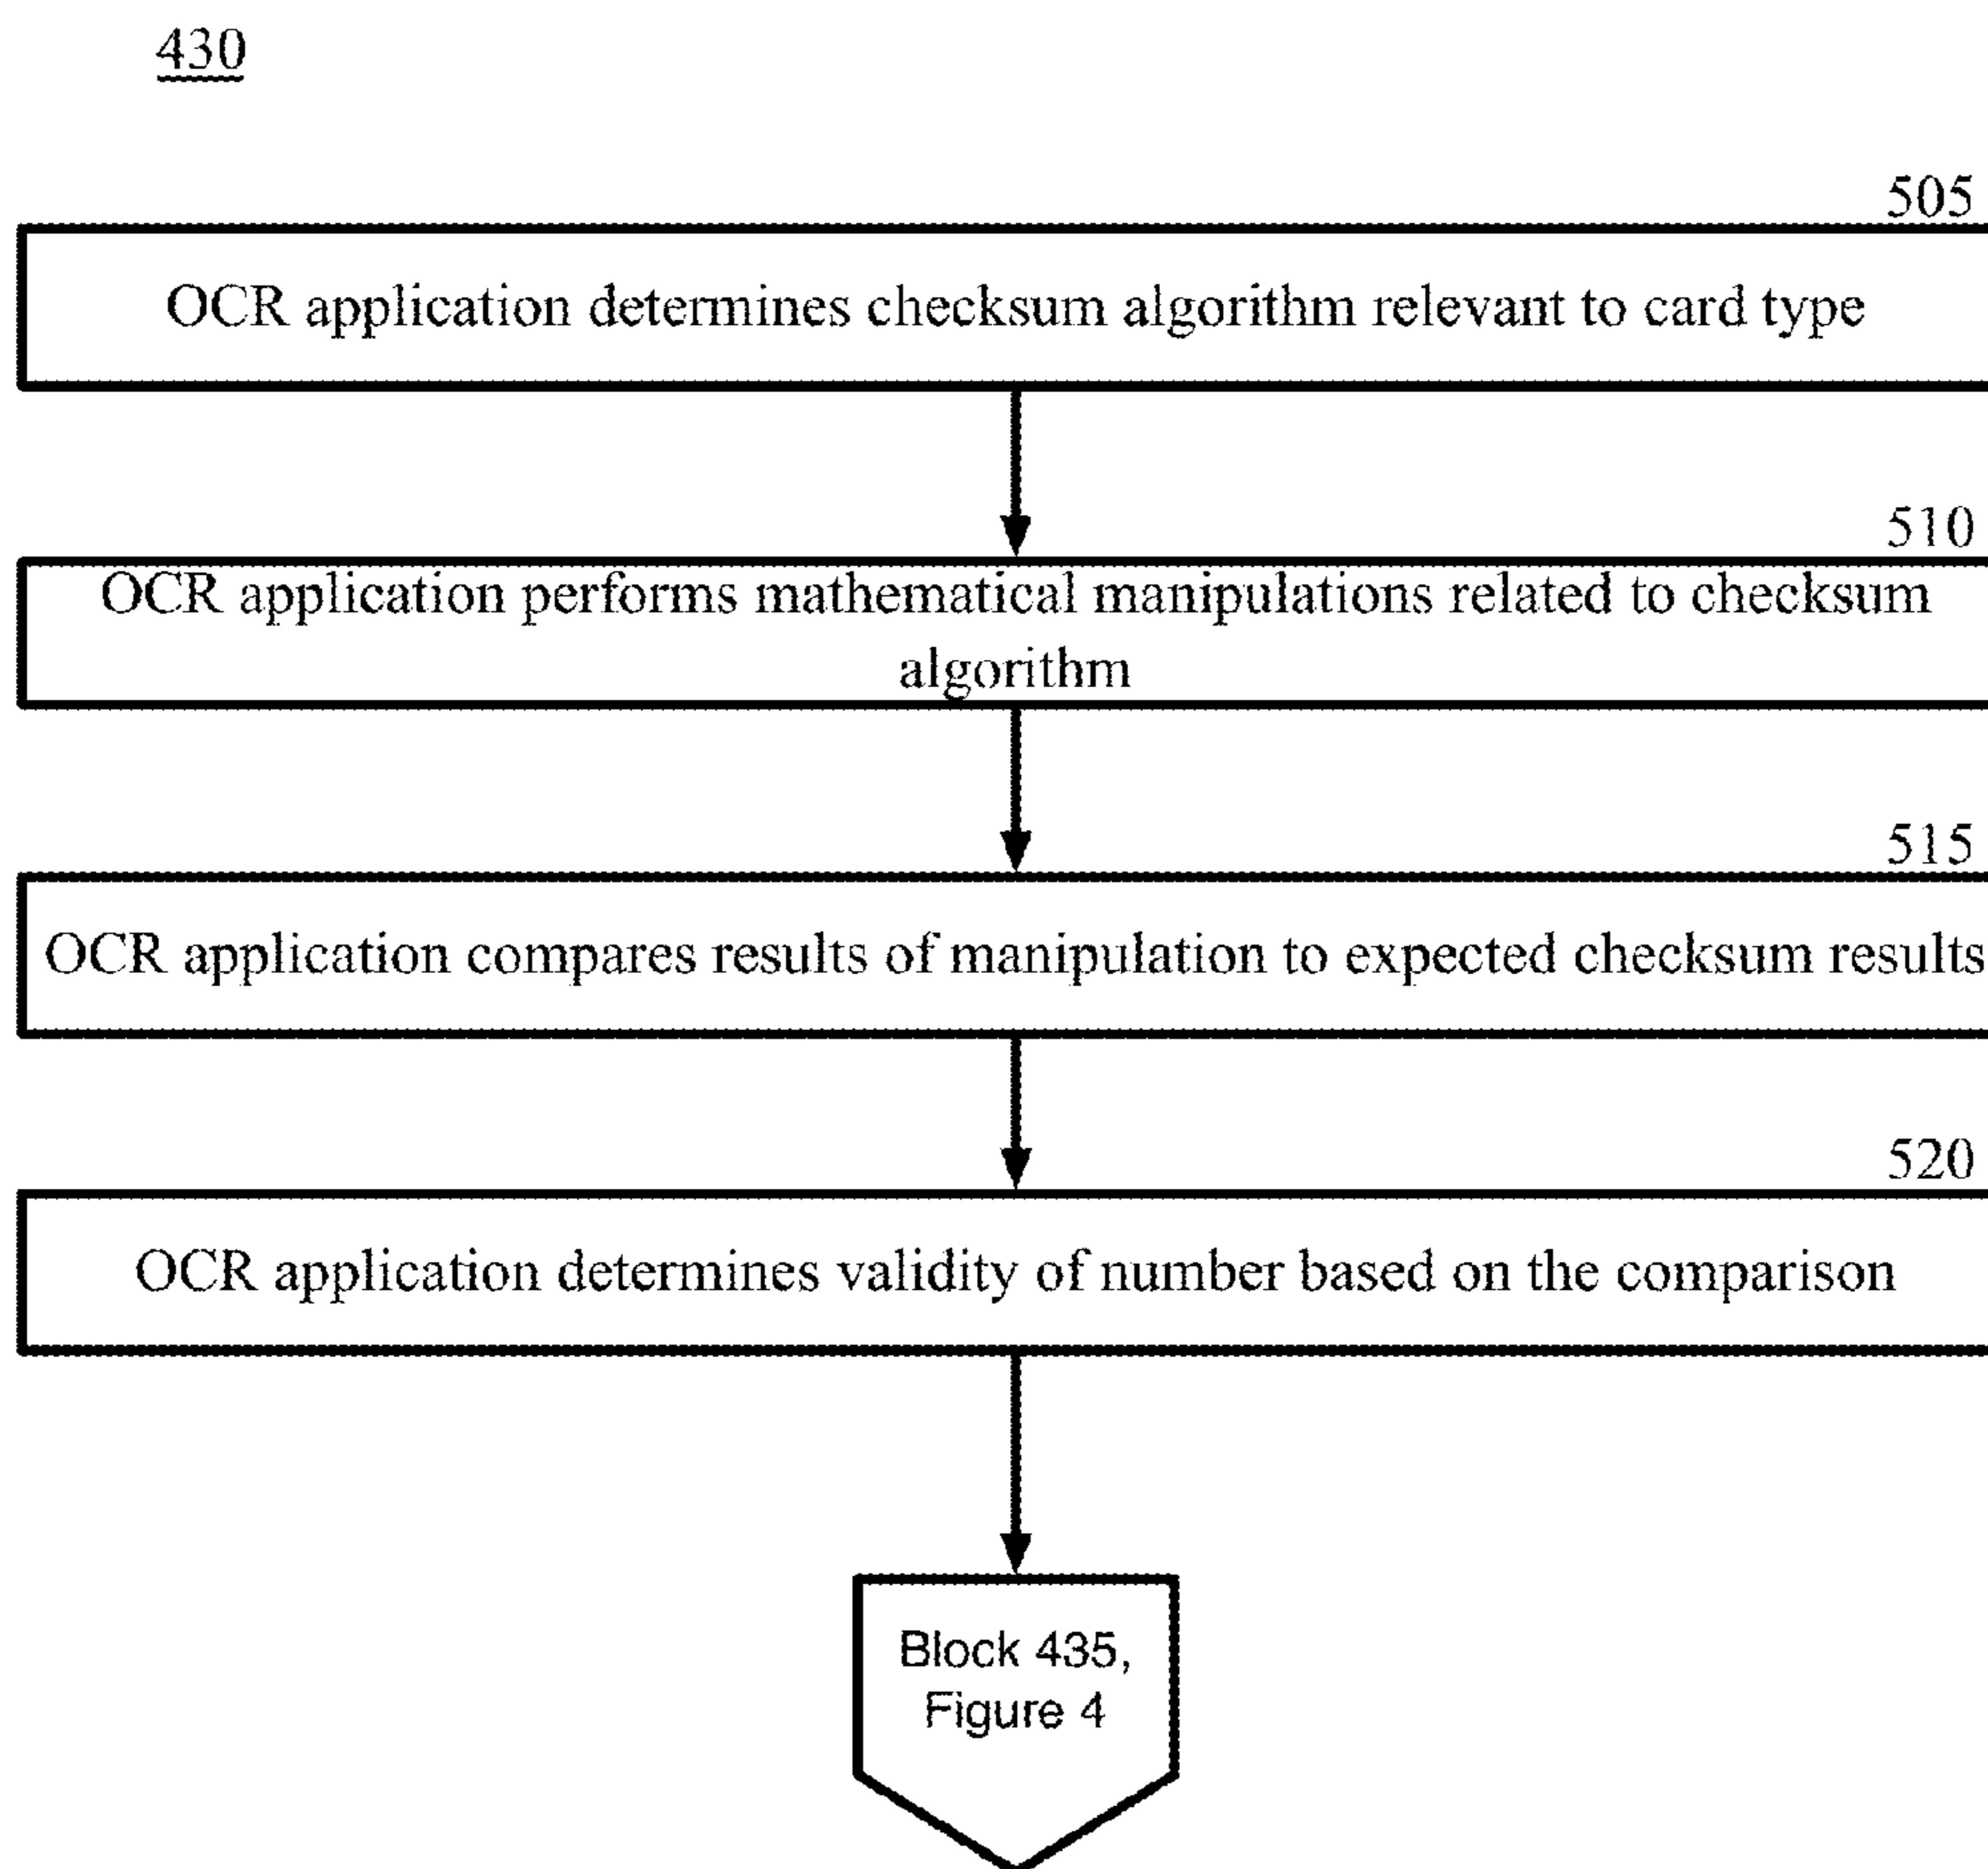 430
505
OCR application determines checksum algorithm relevant to card type
510
OCR application performs mathematical manipulations related to checksum
algorithm
515
OCR application compares results of manipulation to expected checksum results
520
OCR application determines validity of number based on the comparison
Block 435,
Figure 4